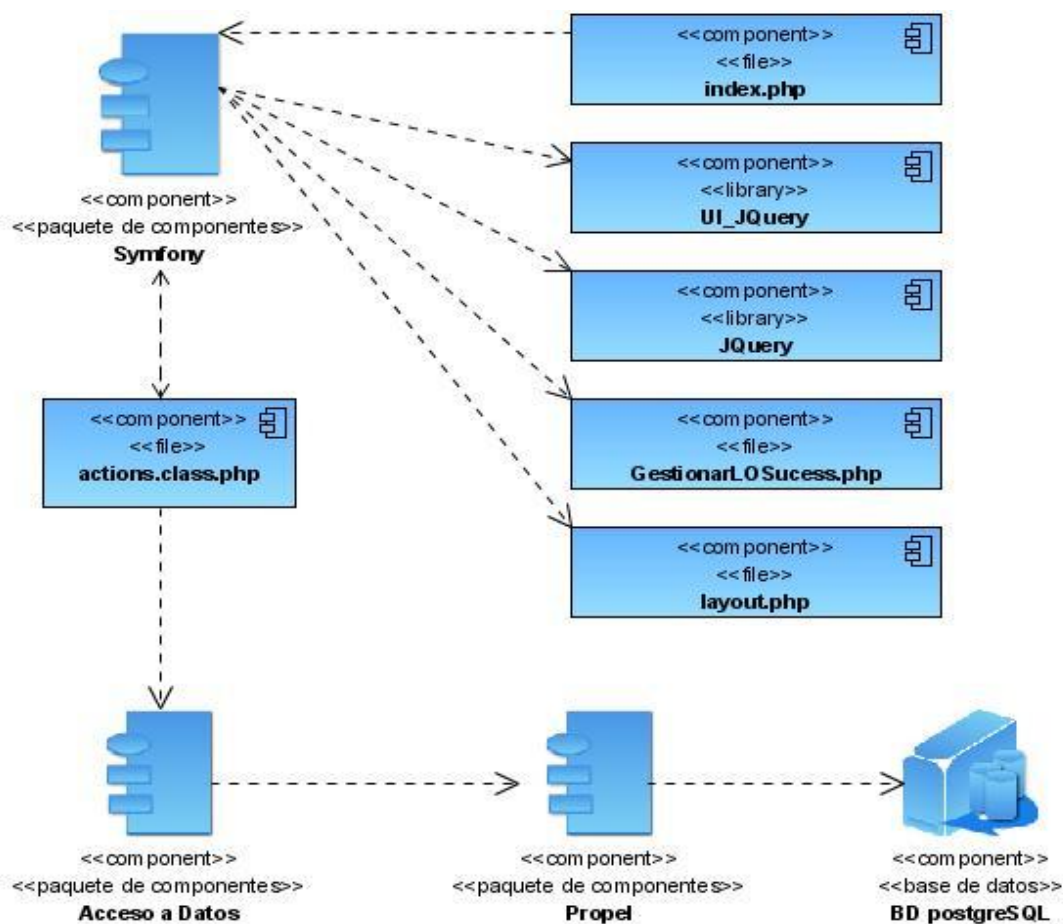 <<component>>
<<file>>
index.php
<<component>>
<<library>>
UI_JQuery
<<component>>
<<paquete de componentes>>
Symfony
<<component>>
<<library>>
JQuery
<<component>>
<<file>>
actions.class.php
<<component>>
<<file>>
GestionarLOSucess.php
<<component>>
<<file>>
layout.php
<<component>>
<<paquete de componentes>>
Acceso a Datos
<<component>>
<<paquete de componentes>>
Propel
<<component>>
<<base de datos>>
BD postgreSQL